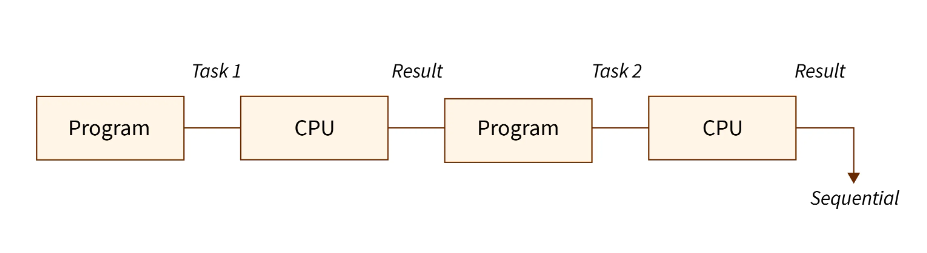 Task 1
Result
Task 2
Result
Program
CPU
Program
CPU
Sequential